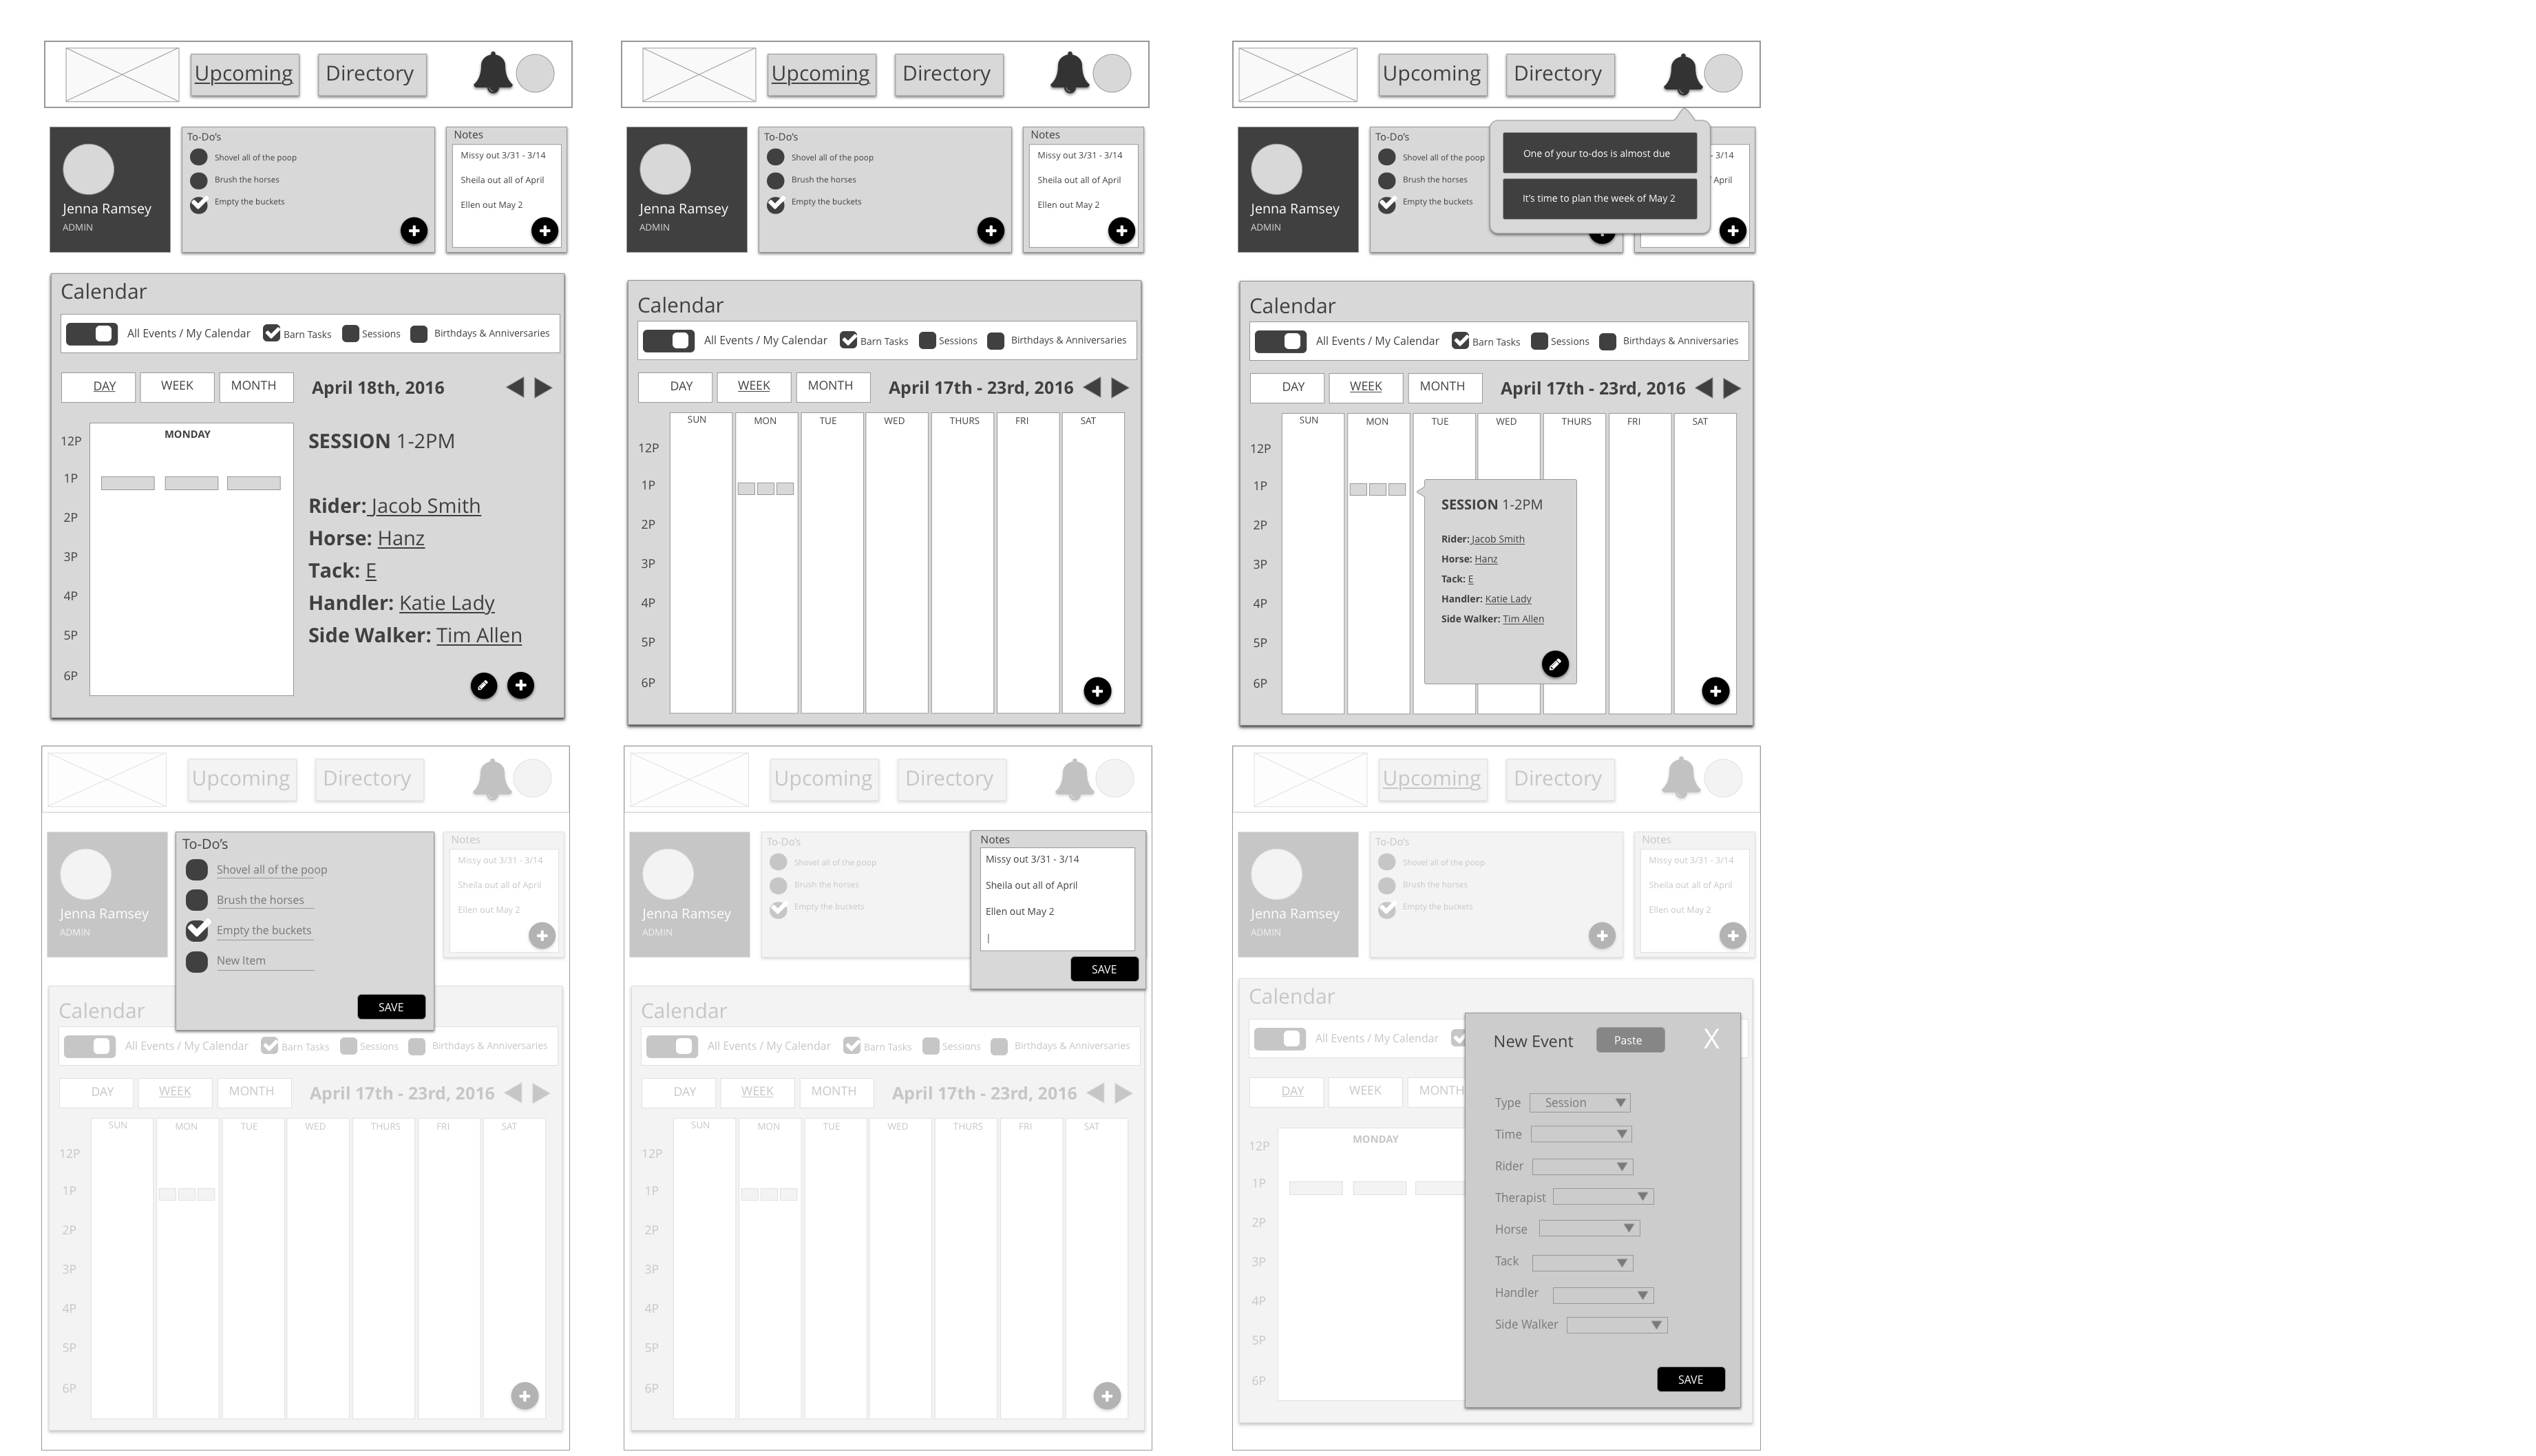 Upcoming Directory
Jenna Ramsey
ADMIN
To-Do's
Shovel all of the poop
Brush the horses
Empty the buckets
Notes
Missy out 3/31 - 3/14
Sheila out all of April
Ellen out May 2
Calendar
All Events / My Calendar Barn Tasks Sessions Birthdays & Anniversaries
DAY WEEK MONTH April 18th, 2016
MONDAY
12P
1P
2P
3P
4P
5P
6P
SESSION 1-2PM
Rider: Jacob Smith
Horse: Hanz
Tack: E
Handler: Katie Lady
Side Walker: Tim Allen
Upcoming Directory
Jenna Ramsey
ADMIN
To-Do's
Shovel all of the poop
Brush the horses
Empty the buckets
Notes
Missy out 3/31 - 3/14
Sheila out all of April
Ellen out May 2
Calendar
All Events / My Calendar Barn Tasks Sessions Birthdays & Anniversaries
DAY WEEK MONTH April 17th - 23rd, 2016
SUN MON TUE WED THURS FRI SAT
12P
1P
2P
3P
4P
5P
6P
Upcoming Directory
Jenna Ramsey
ADMIN
To-Do's
Shovel all of the poop
Brush the horses
Empty the buckets
One of your to-dos is almost due
It's time to plan the week of May 2
- 3/14
April
Calendar
All Events / My Calendar Barn Tasks Sessions Birthdays & Anniversaries
DAY WEEK MONTH April 17th - 23rd, 2016
SUN MON TUE WED THURS FRI SAT
12P
1P
2P
3P
4P
5P
6P
SESSION 1-2PM
Rider: Jacob Smith
Horse: Hanz
Tack: E
Handler: Katie Lady
Side Walker: Tim Allen
Upcoming Directory
Jenna Ramsey
ADMIN
To-Do's
Shovel all of the poop
Brush the horses
Empty the buckets
New Item
SAVE
Notes
Missy out 3/31 - 3/14
Sheila out all of April
Ellen out May 2
Calendar
All Events / My Calendar Barn Tasks Sessions Birthdays & Anniversaries
DAY WEEK MONTH April 17th - 23rd, 2016
SUN MON TUE WED THURS FRI SAT
12P
1P
2P
3P
4P
5P
6P
Upcoming Directory
Jenna Ramsey
ADMIN
To-Do's
Shovel all of the poop
Brush the horses
Empty the buckets
Notes
Missy out 3/31 - 3/14
Sheila out all of April
Ellen out May 2
SAVE
Calendar
All Events / My Calendar Barn Tasks Sessions Birthdays & Anniversaries
DAY WEEK MONTH April 17th - 23rd, 2016
SUN MON TUE WED THURS FRI SAT
12P
1P
2P
3P
4P
5P
6P
Upcoming Directory
Jenna Ramsey
ADMIN
To-Do's
Shovel all of the poop
Brush the horses
Empty the buckets
Notes
Missy out 3/31 - 3/14
Sheila out all of April
Ellen out May 2
Calendar
All Events / My Calendar
DAY WEEK MONTH
MONDAY
12P
1P
2P
3P
4P
5P
6P
New Event Paste X
Type Session
Time
Rider
Therapist
Horse
Tack
Handler
Side Walker
SAVE